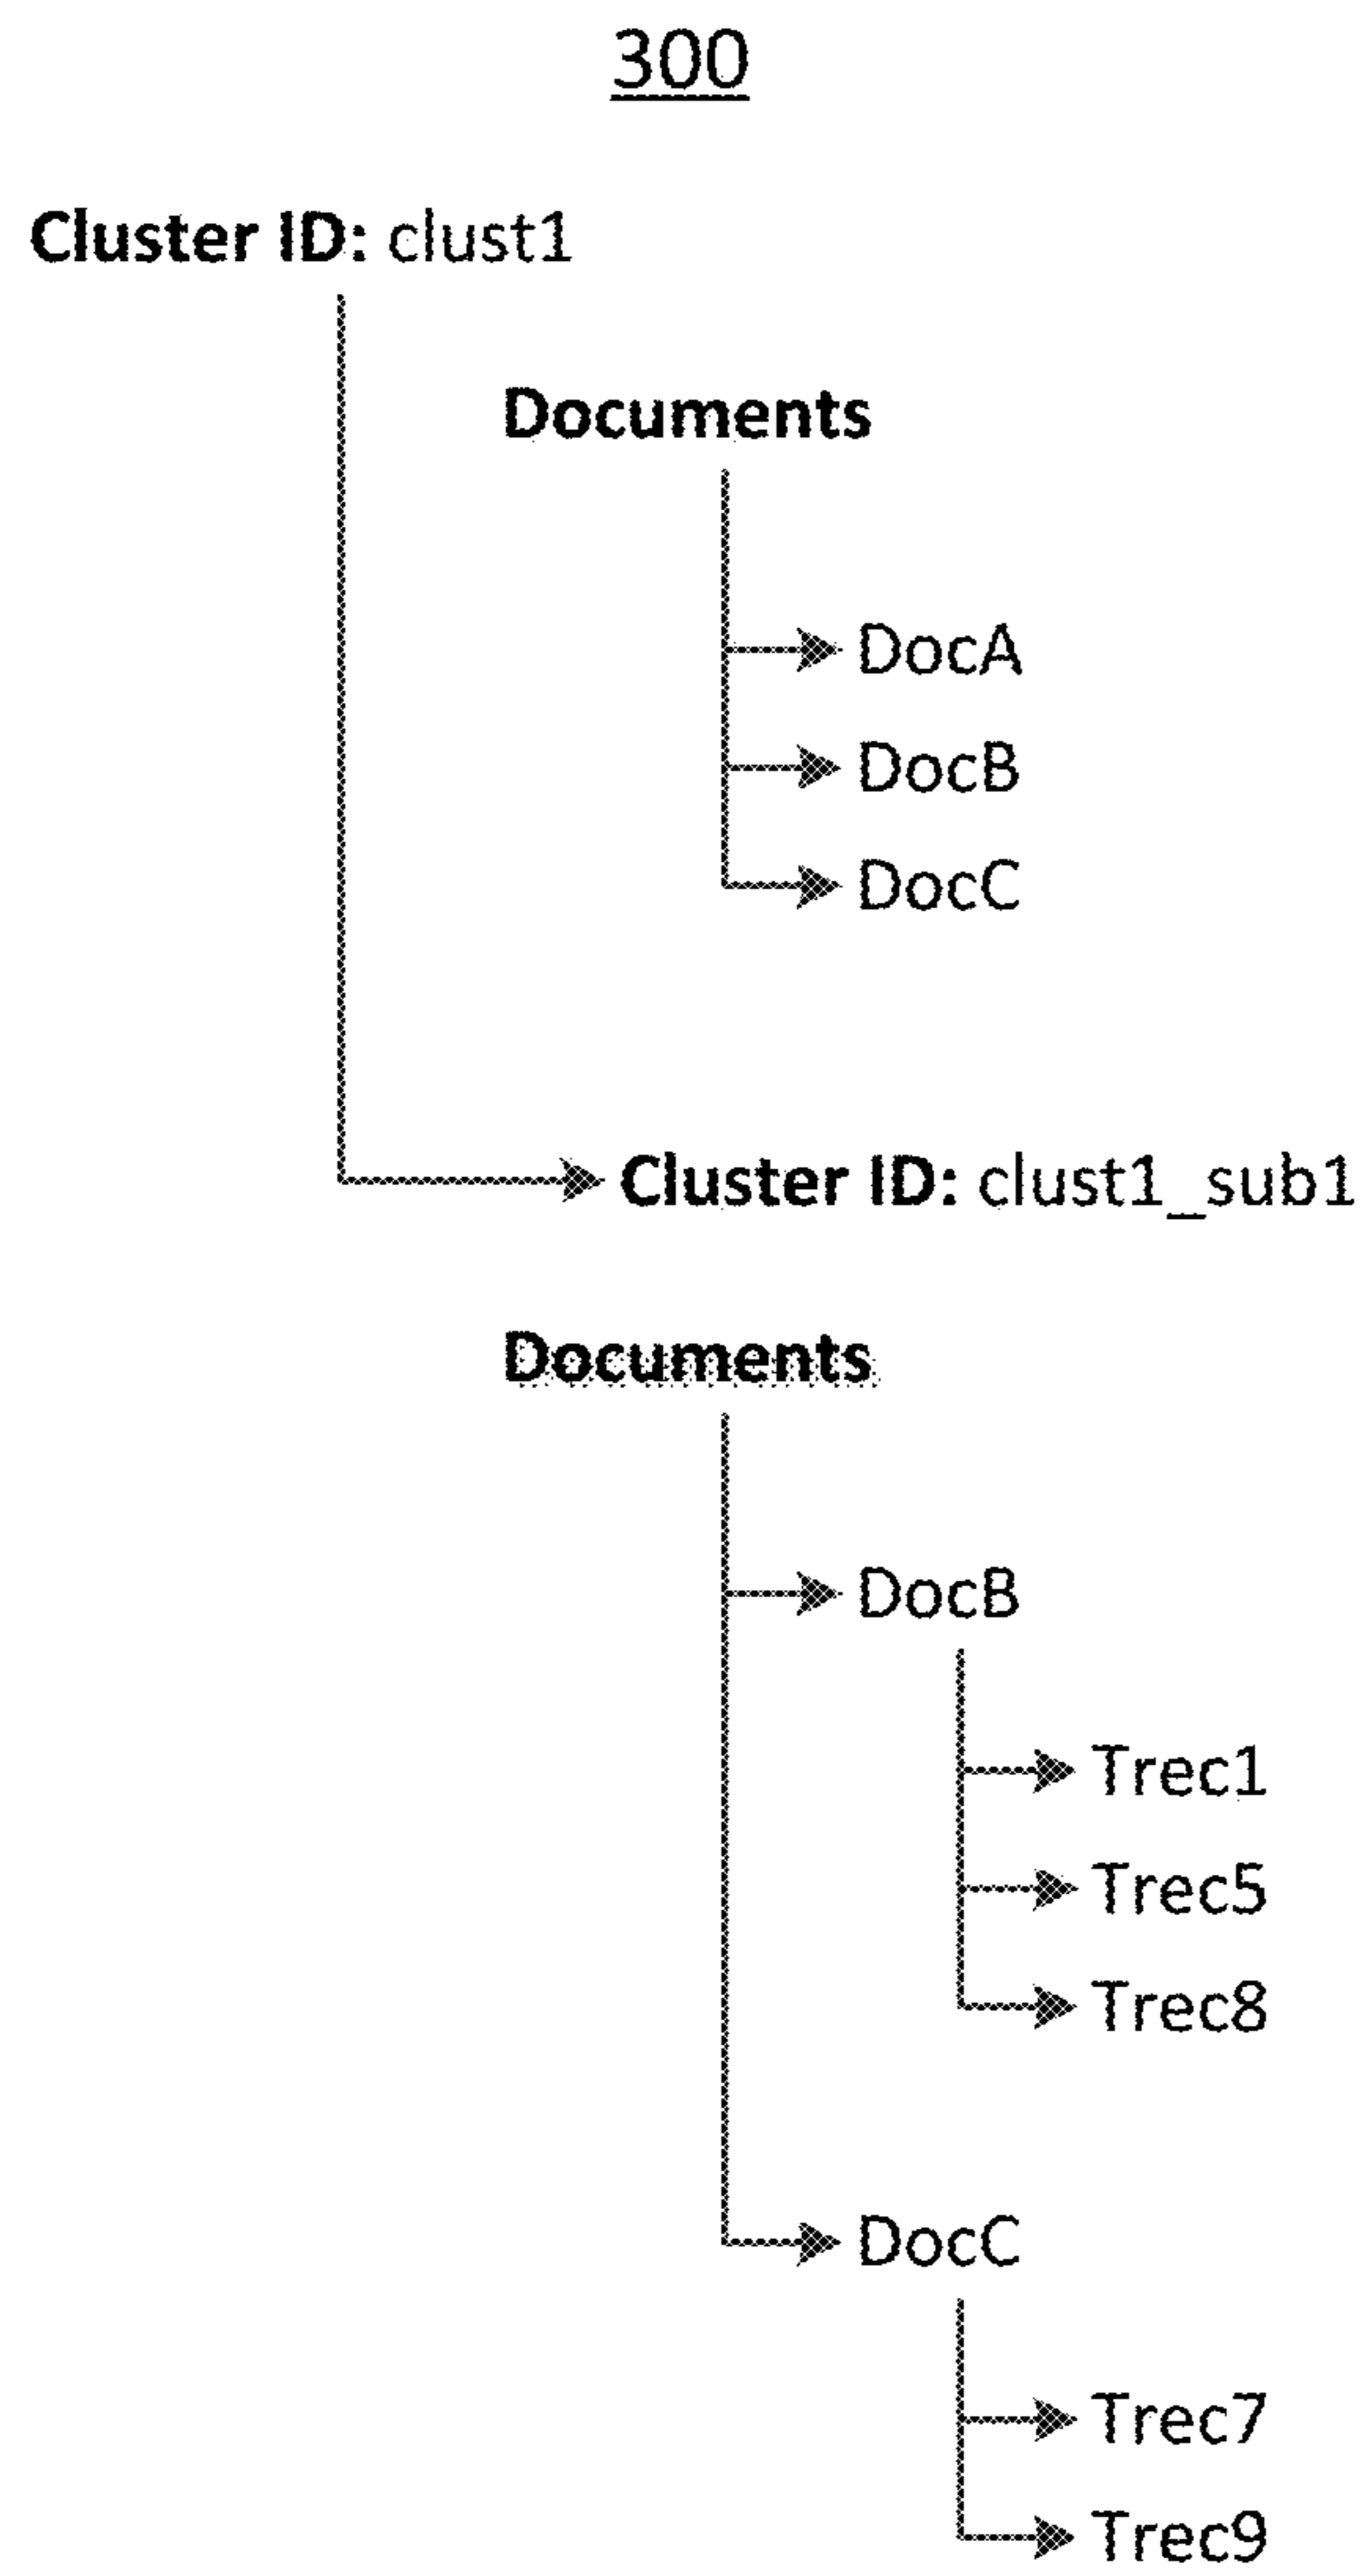 300
Cluster ID: clust1
Documents
DocA
DocB
DocC
Cluster ID: clust1_sub1
Documents
DocB
Trec1
Trec5
Trec8
DocC
Trec7
Trec9